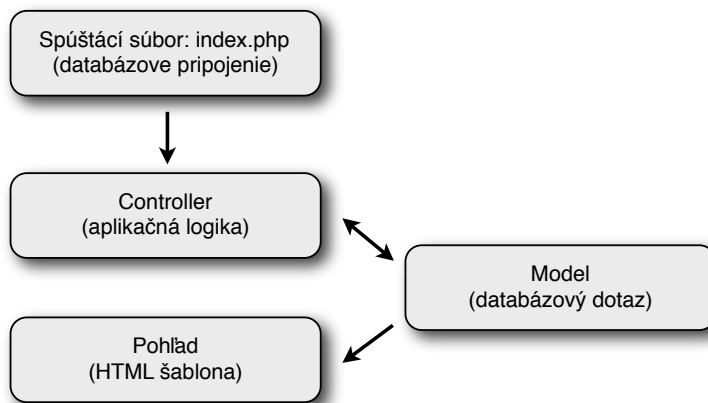 Spúštácí súbor: index.php
(databázove pripojenie)
Controller
(aplikačná logika)
Model
(databázový dotaz)
Pohľad
(HTML šablona)